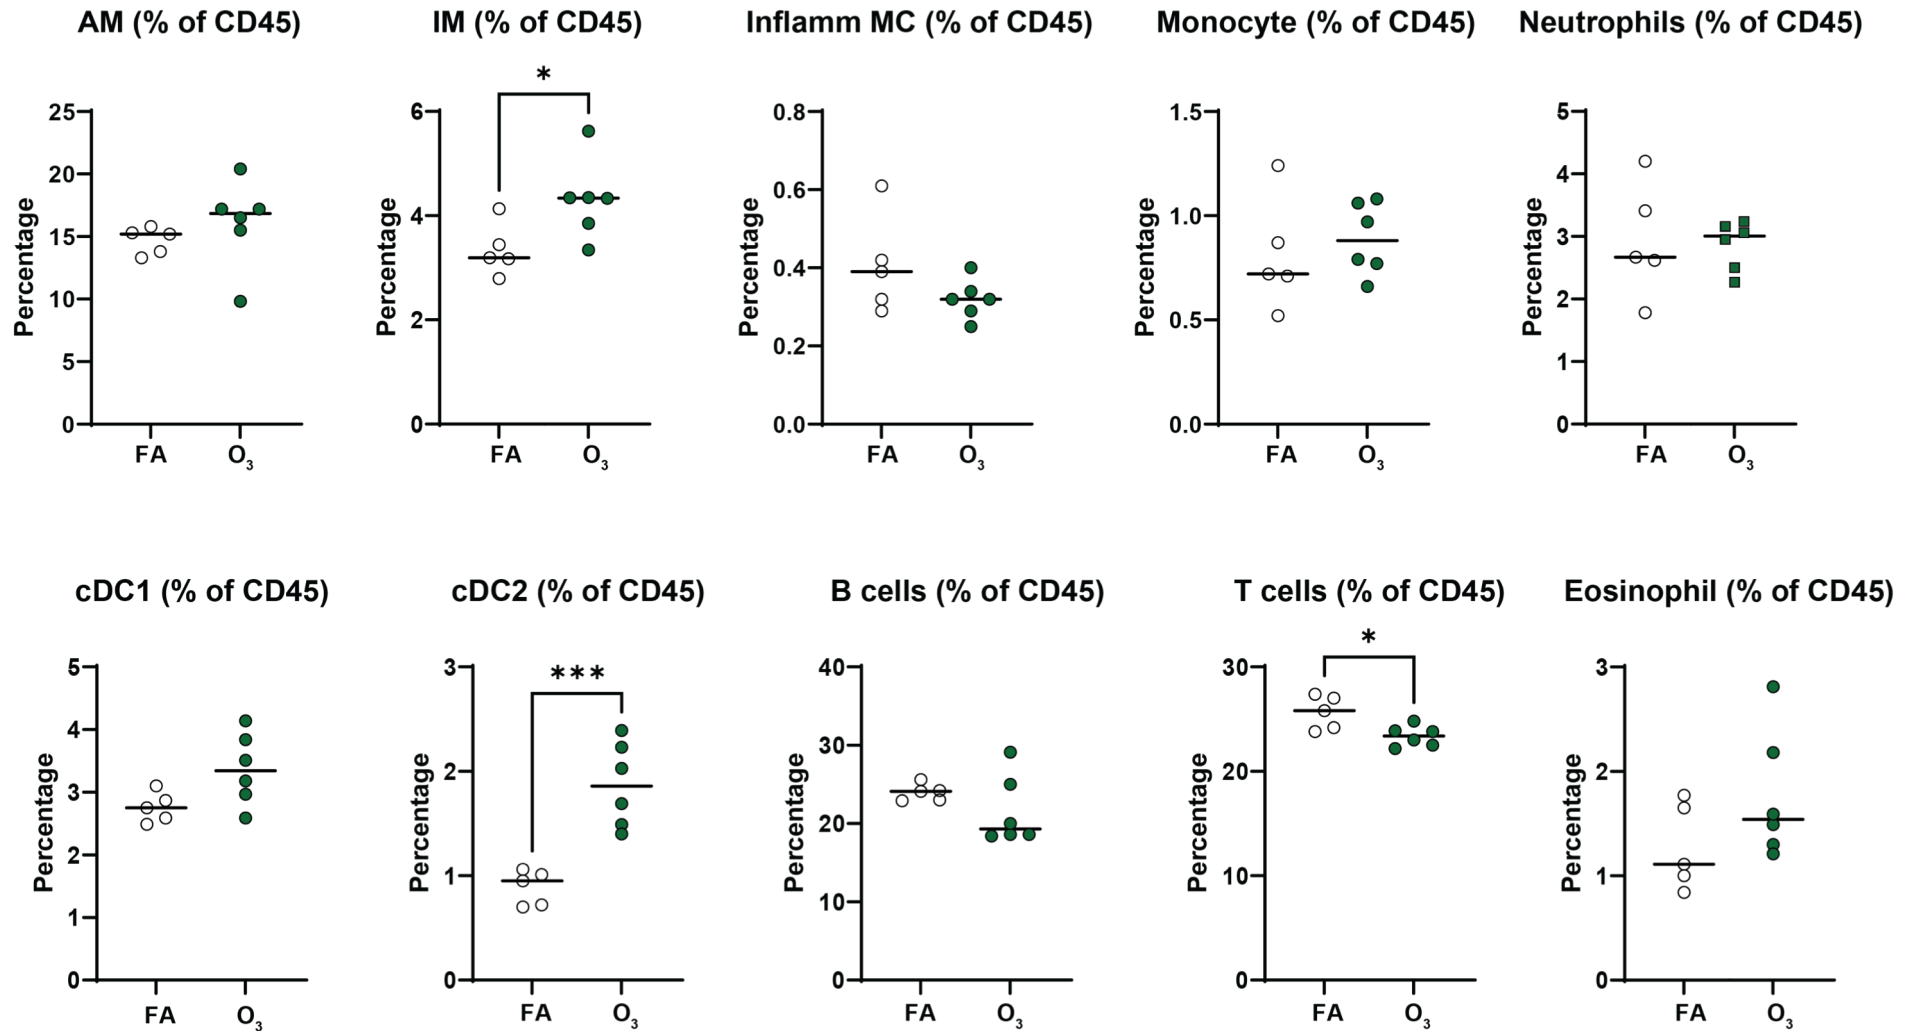 AM (% of CD45)
IM (% of CD45)
Inflamm MC (% of CD45)
Monocyte (% of CD45)
Neutrophils (% of CD45)
Percentage
25
20
15
10
5
0
FA
O₃
Percentage
*
6
4
2
0
FA
O₃
Percentage
0.8
0.6
0.4
0.2
0.0
FA
O₃
Percentage
1.5
1.0
0.5
0.0
FA
O₃
Percentage
5
4
3
2
1
0
FA
O₃
cDC1 (% of CD45)
cDC2 (% of CD45)
B cells (% of CD45)
T cells (% of CD45)
Eosinophil (% of CD45)
Percentage
5
4
3
2
1
0
FA
O₃
Percentage
***
3
2
1
0
FA
O₃
Percentage
40
30
20
10
0
FA
O₃
Percentage
*
30
20
10
0
FA
O₃
Percentage
3
2
1
0
FA
O₃